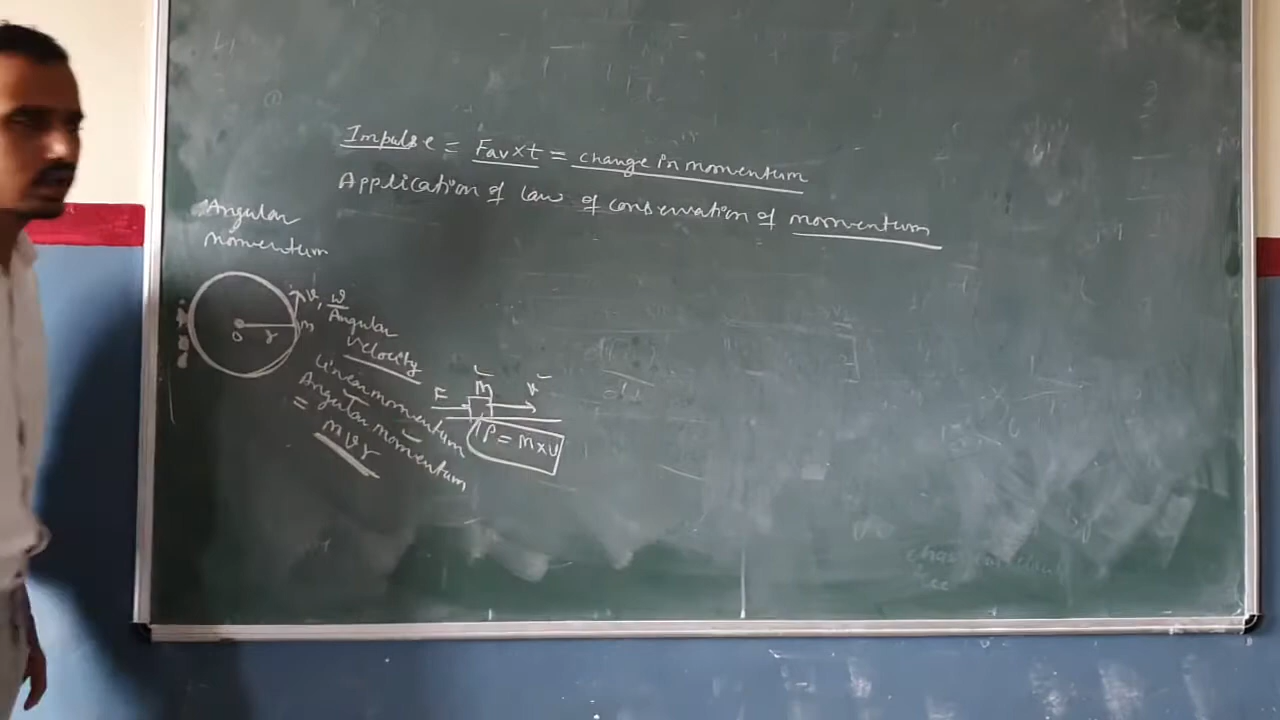 Impulse = Fav×t = change in momentum
Application of law of conservation of momentum
Angular
momentum
v, ω
Angular
velocity
m
o r
Linear momentum
Angular momentum
= mvr
F M v
P = M×v